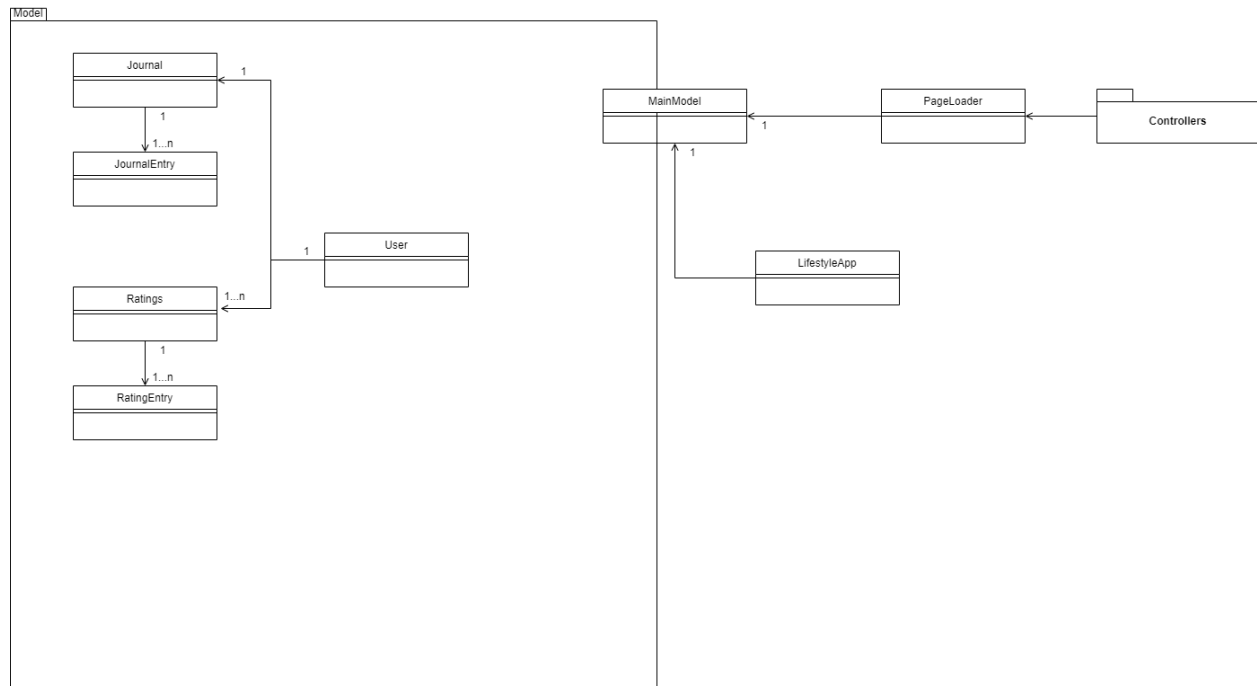 Model
Journal
1
1
1...n
JournalEntry
User
1
Ratings
1...n
1
1...n
RatingEntry
MainModel
1
1
PageLoader
Controllers
LifestyleApp